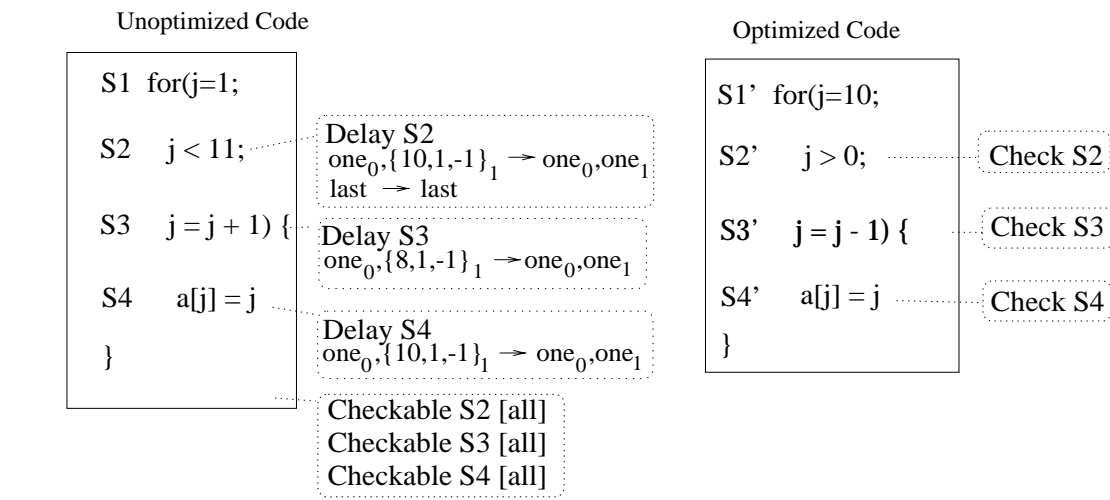 Unoptimized Code
S1 for(j=1;
S2 j < 11;
S3 j = j + 1) {
S4 a[j] = j
}
Delay S2
one0,{10,1,-1}1 → one0,one1
last → last
Delay S3
one0,{8,1,-1}1 → one0,one1
Delay S4
one0,{10,1,-1}1 → one0,one1
Checkable S2 [all]
Checkable S3 [all]
Checkable S4 [all]
Optimized Code
S1’ for(j=10;
S2’ j > 0;
S3’ j = j - 1) {
S4’ a[j] = j
}
Check S2
Check S3
Check S4